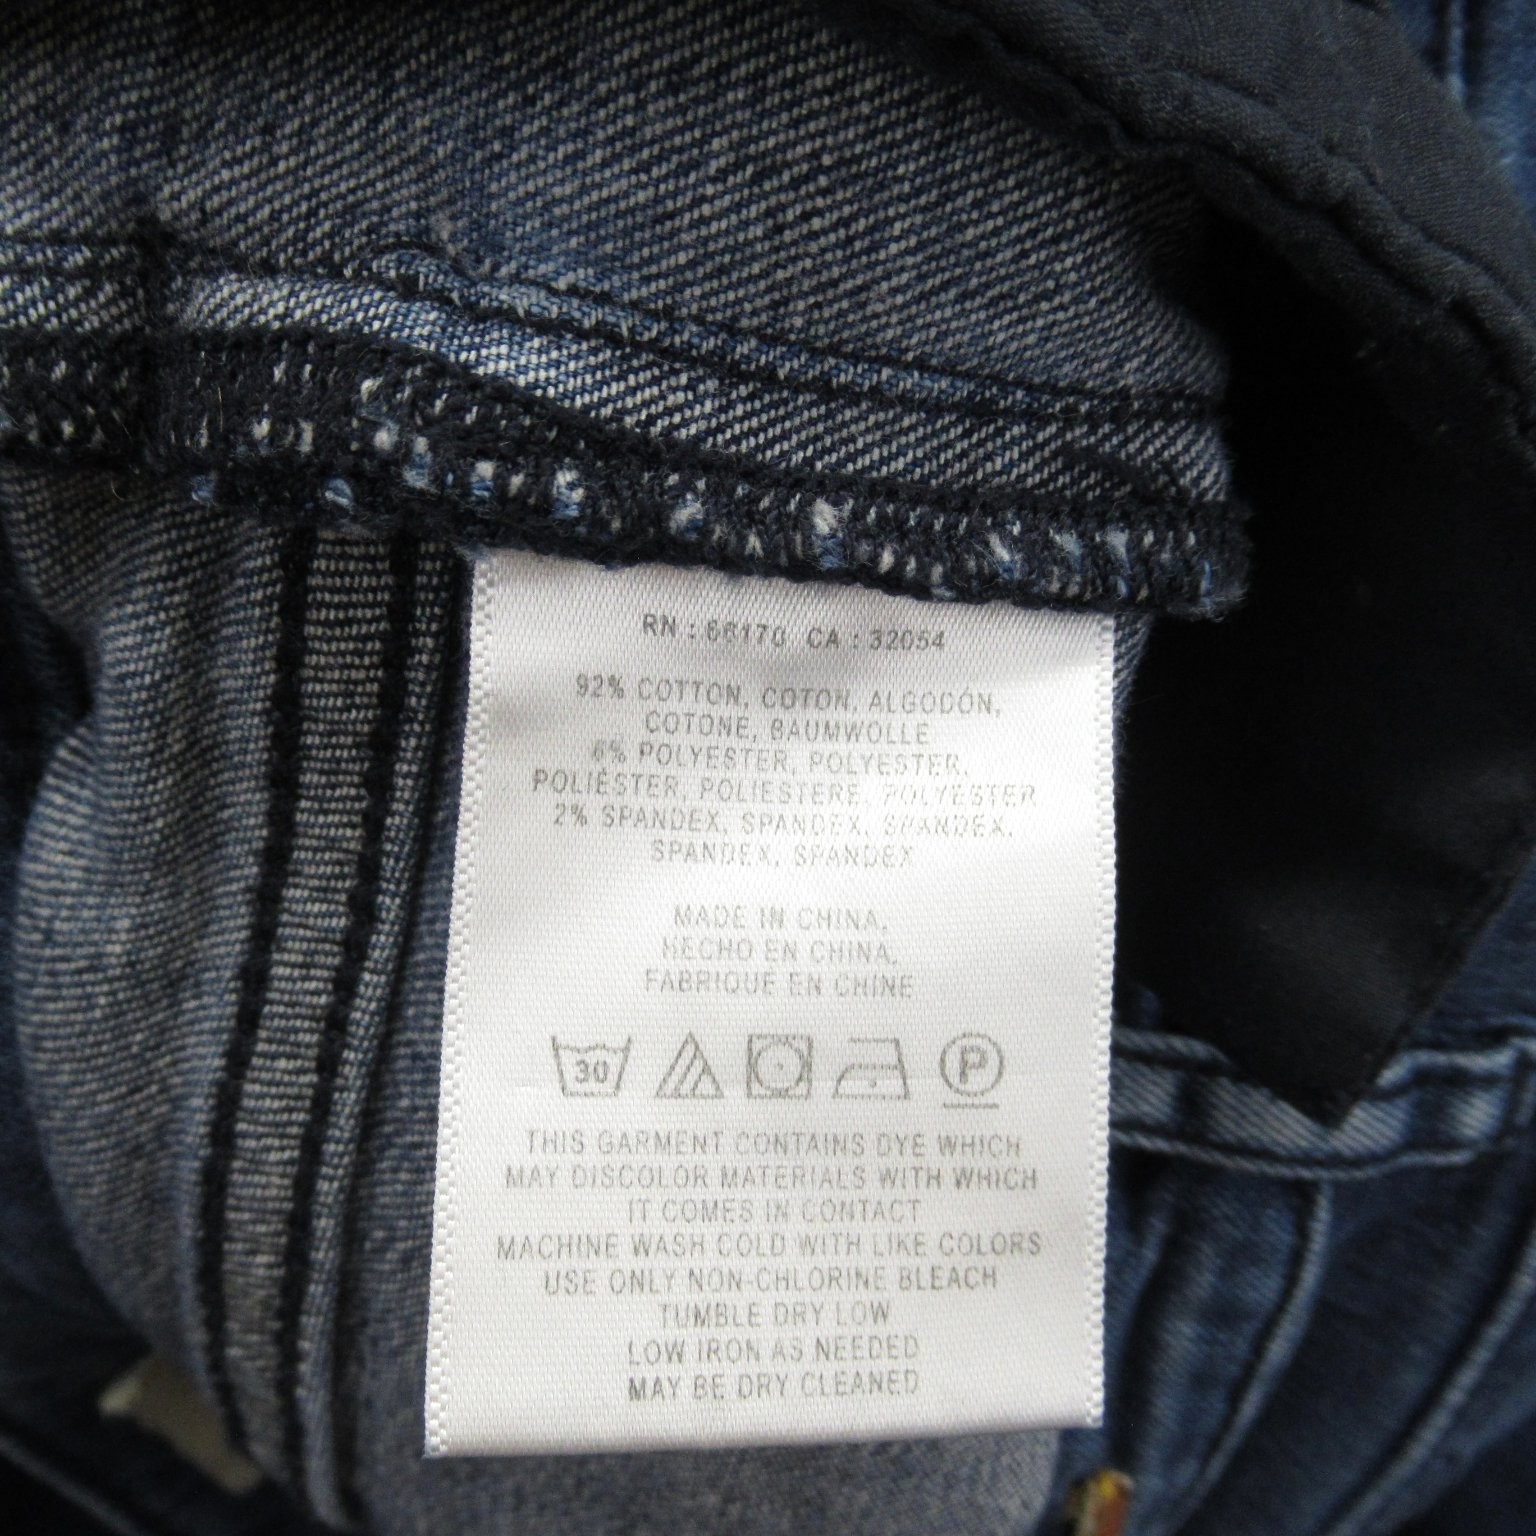 RN : 66170 CA : 32054
92% COTTON, COTON, ALGODÓN,
COTONE, BAUMWOLLE
6% POLYESTER, POLYESTER,
POLIÉSTER, POLIESTERE, POLYESTER
2% SPANDEX, SPANDEX, SPANDEX,
SPANDEX, SPANDEX
MADE IN CHINA,
HECHO EN CHINA,
FABRIQUE EN CHINE
30 P
THIS GARMENT CONTAINS DYE WHICH
MAY DISCOLOR MATERIALS WITH WHICH
IT COMES IN CONTACT
MACHINE WASH COLD WITH LIKE COLORS
USE ONLY NON-CHLORINE BLEACH
TUMBLE DRY LOW
LOW IRON AS NEEDED
MAY BE DRY CLEANED